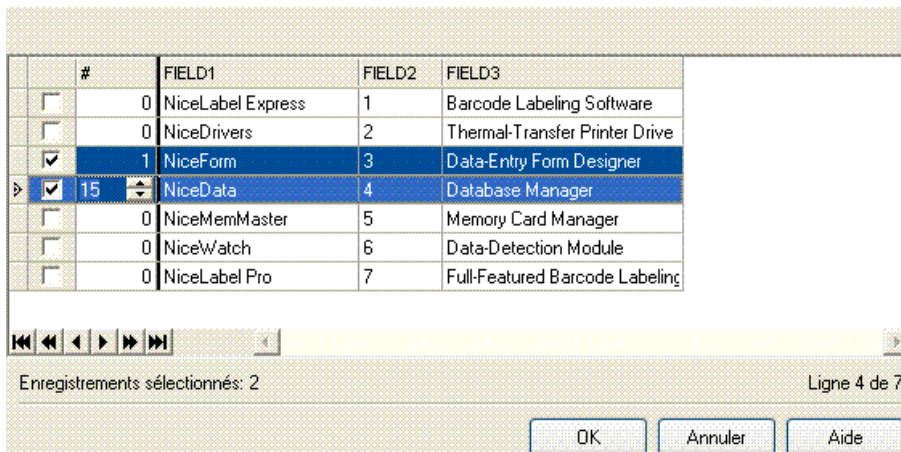 # FIELD1 FIELD2 FIELD3
0 NiceLabel Express 1 Barcode Labeling Software
0 NiceDrivers 2 Thermal-Transfer Printer Drive
1 NiceForm 3 Data-Entry Form Designer
15 NiceData 4 Database Manager
0 NiceMemMaster 5 Memory Card Manager
0 NiceWatch 6 Data-Detection Module
0 NiceLabel Pro 7 Full-Featured Barcode Labeling
Enregistrements sélectionnés: 2 Ligne 4 de 7
OK Annuler Aide